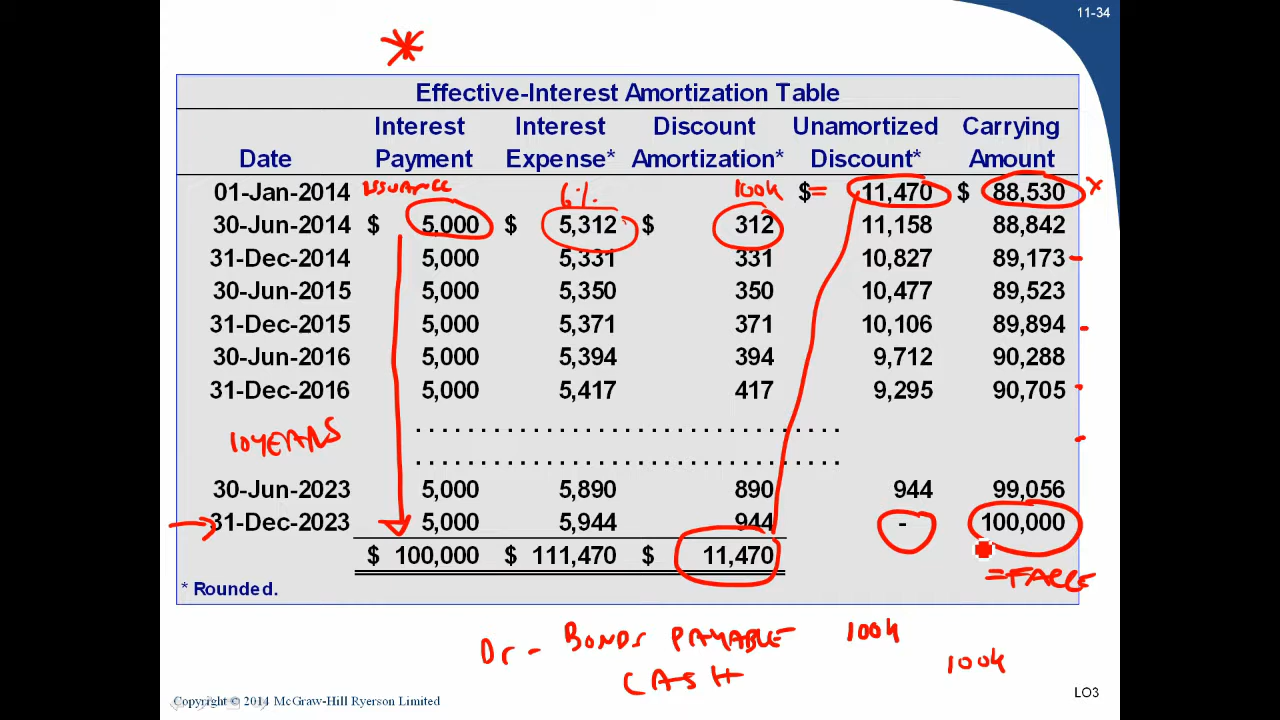 11-34
*
Effective-Interest Amortization Table
Interest Interest Discount Unamortized Carrying
Date Payment Expense* Amortization* Discount* Amount
01-Jan-2014 ISSUANCE 6% 100k $= 11,470 $ 88,530 x
30-Jun-2014 $ 5,000 $ 5,312 $ 312 11,158 88,842
31-Dec-2014 5,000 5,331 331 10,827 89,173 -
30-Jun-2015 5,000 5,350 350 10,477 89,523
31-Dec-2015 5,000 5,371 371 10,106 89,894 -
30-Jun-2016 5,000 5,394 394 9,712 90,288
31-Dec-2016 5,000 5,417 417 9,295 90,705 -
10 YEARS
30-Jun-2023 5,000 5,890 890 944 99,056
31-Dec-2023 5,000 5,944 944 - 100,000
$ 100,000 $ 111,470 $ 11,470
* Rounded.
Dr - BONDS PAYABLE 100k
CASH 100k
Copyright © 2014 McGraw-Hill Ryerson Limited
LO3